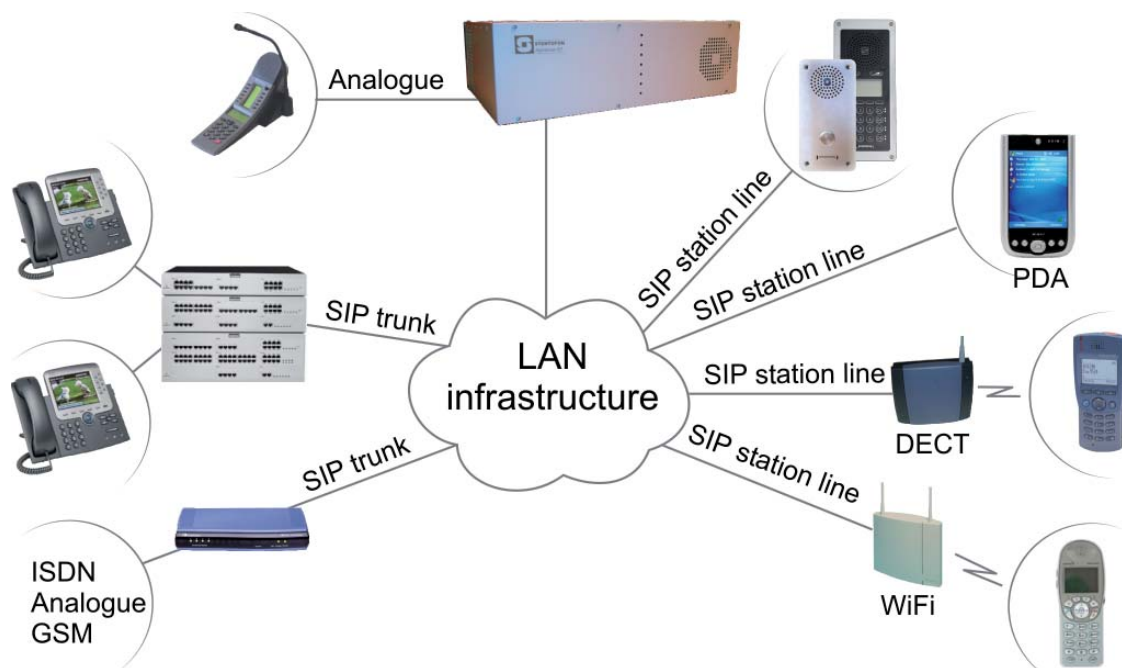 Analogue
STENTOFON
SIP station line
SIP station line
PDA
SIP trunk
LAN
infrastructure
SIP station line
DECT
SIP trunk
SIP station line
ISDN
Analogue
GSM
WiFi